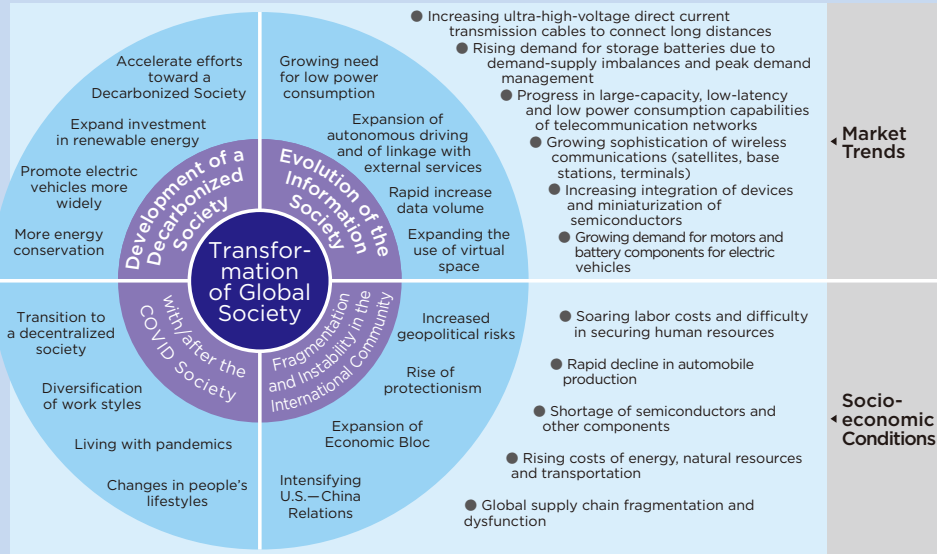 Accelerate efforts
toward a
Decarbonized Society
Expand investment
in renewable energy
Promote electric
vehicles more
widely
More energy
conservation
Development of a
Decarbonized
Society
Growing need
for low power
consumption
Expansion of
autonomous driving
and of linkage with
external services
Rapid increase
data volume
Expanding the
use of virtual
space
Evolution of the
Information
Society
Transfor-
mation
of Global
Society
Transition to
a decentralized
society
Diversification
of work styles
Living with pandemics
Changes in people’s
lifestyles
with/after the
COVID Society
Increased
geopolitical risks
Rise of
protectionism
Expansion of
Economic Bloc
Intensifying
U.S.—China
Relations
Fragmentation
and Instability in the
International Community
● Increasing ultra-high-voltage direct current
transmission cables to connect long distances
● Rising demand for storage batteries due to
demand-supply imbalances and peak demand
management
● Progress in large-capacity, low-latency
and low power consumption capabilities
of telecommunication networks
● Growing sophistication of wireless
communications (satellites, base
stations, terminals)
● Increasing integration of devices
and miniaturization of
semiconductors
● Growing demand for motors and
battery components for electric
vehicles
Market
Trends
● Soaring labor costs and difficulty
in securing human resources
● Rapid decline in automobile
production
● Shortage of semiconductors and
other components
● Rising costs of energy, natural resources
and transportation
● Global supply chain fragmentation and
dysfunction
Socio-
economic
Conditions